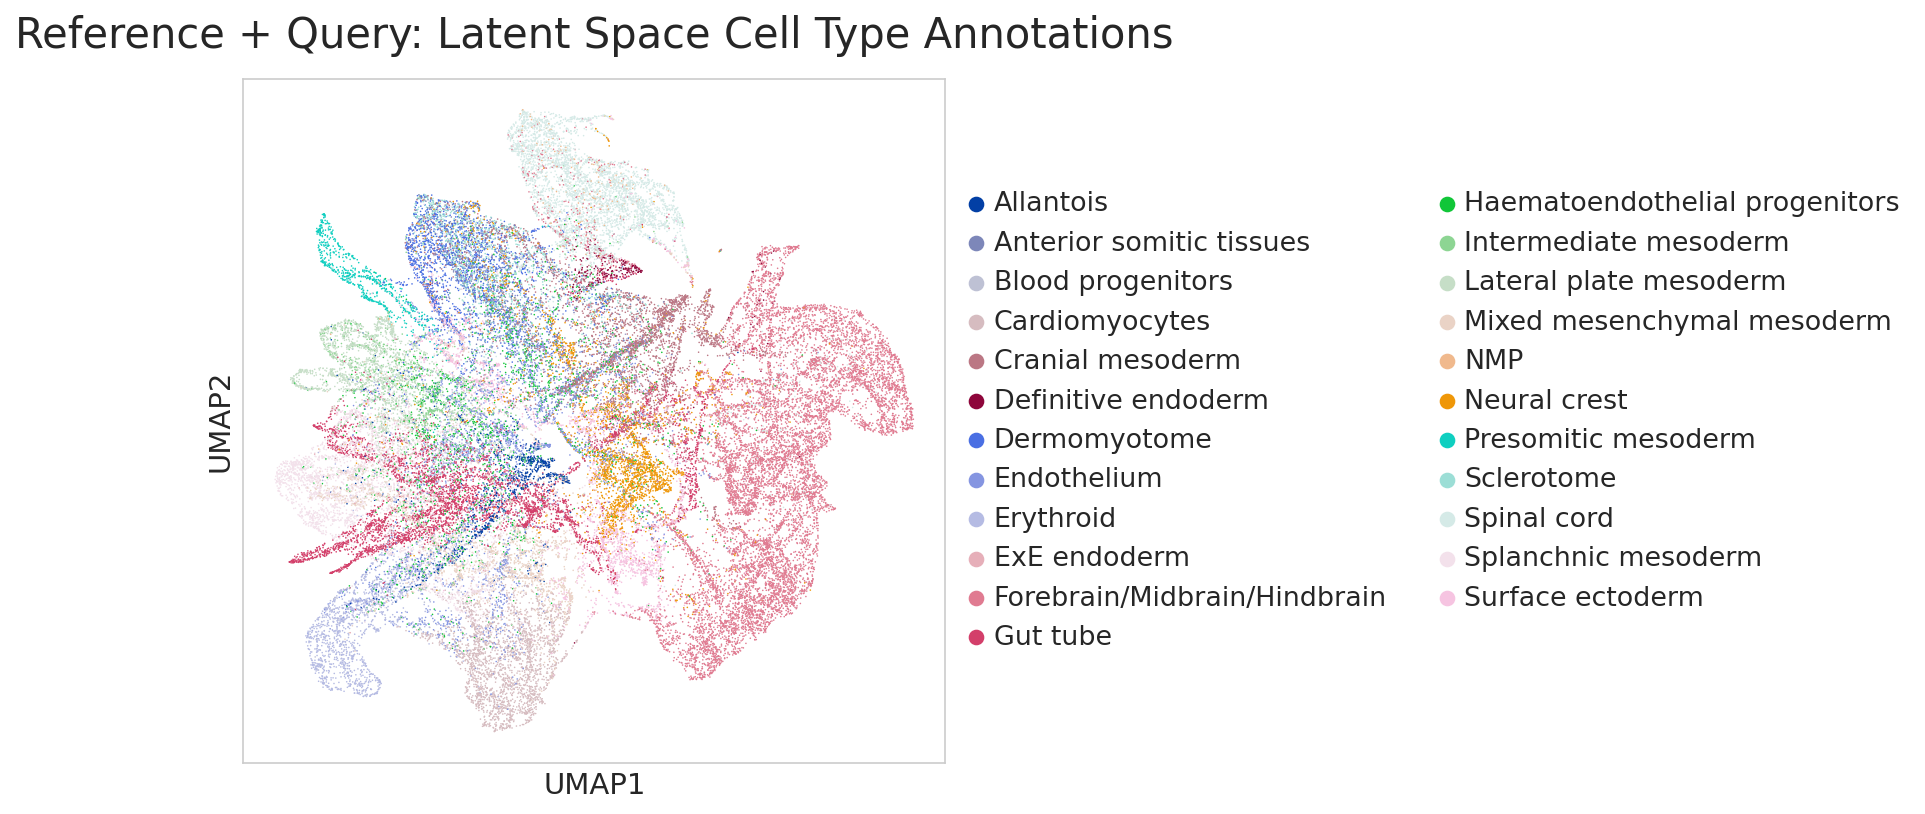 Reference + Query: Latent Space Cell Type Annotations
UMAP2
UMAP1
Allantois
Anterior somitic tissues
Blood progenitors
Cardiomyocytes
Cranial mesoderm
Definitive endoderm
Dermomyotome
Endothelium
Erythroid
ExE endoderm
Forebrain/Midbrain/Hindbrain
Gut tube
Haematoendothelial progenitors
Intermediate mesoderm
Lateral plate mesoderm
Mixed mesenchymal mesoderm
NMP
Neural crest
Presomitic mesoderm
Sclerotome
Spinal cord
Splanchnic mesoderm
Surface ectoderm